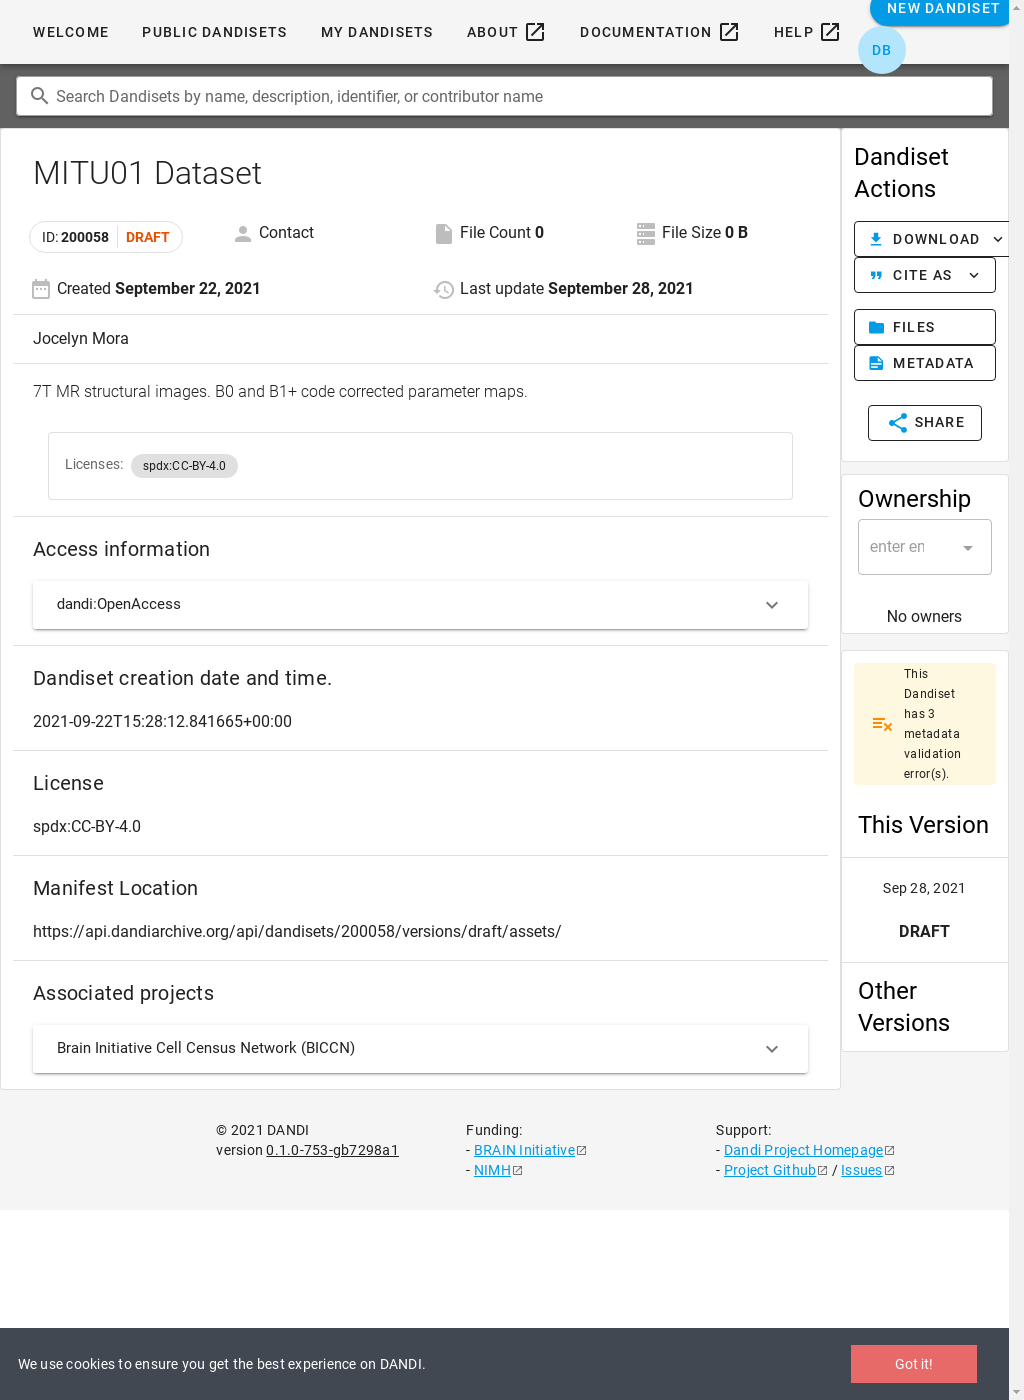 WELCOME PUBLIC DANDISETS MY DANDISETS ABOUT DOCUMENTATION HELP NEW DANDISET
DB
Search Dandisets by name, description, identifier, or contributor name
MITU01 Dataset
ID: 200058 DRAFT Contact File Count 0 File Size 0 B
Created September 22, 2021 Last update September 28, 2021
Jocelyn Mora
7T MR structural images. B0 and B1+ code corrected parameter maps.
Licenses: spdx:CC-BY-4.0
Access information
dandi:OpenAccess
Dandiset creation date and time.
2021-09-22T15:28:12.841665+00:00
License
spdx:CC-BY-4.0
Manifest Location
https://api.dandiarchive.org/api/dandisets/200058/versions/draft/assets/
Associated projects
Brain Initiative Cell Census Network (BICCN)
Dandiset
Actions
DOWNLOAD
CITE AS
FILES
METADATA
SHARE
Ownership
enter en
No owners
This
Dandiset
has 3
metadata
validation
error(s).
This Version
Sep 28, 2021
DRAFT
Other
Versions
© 2021 DANDI
version 0.1.0-753-gb7298a1
Funding:
- BRAIN Initiative
- NIMH
Support:
- Dandi Project Homepage
- Project Github / Issues
We use cookies to ensure you get the best experience on DANDI.
Got it!